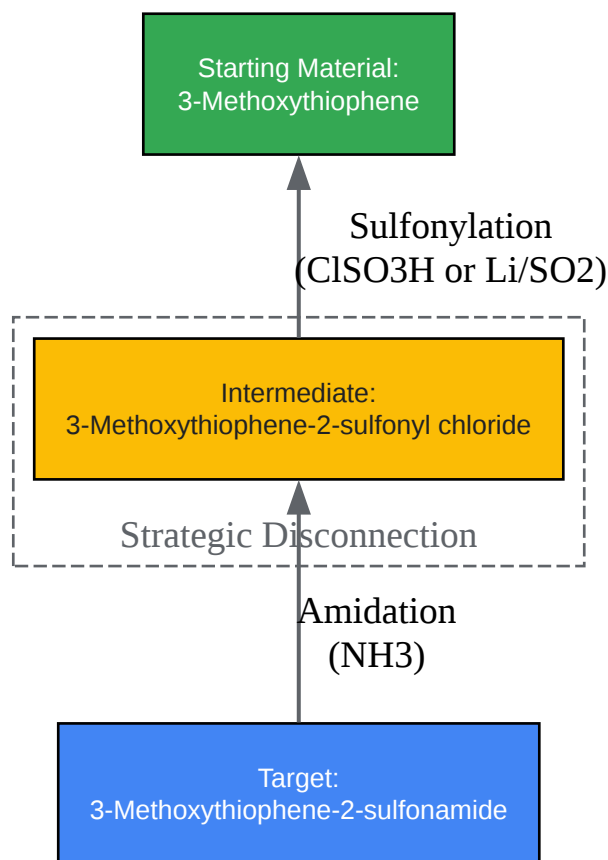 Starting Material:
3-Methoxythiophene
Sulfonylation
(ClSO3H or Li/SO2)
Intermediate:
3-Methoxythiophene-2-sulfonyl chloride
Strategic Disconnection
Amidation
(NH3)
Target:
3-Methoxythiophene-2-sulfonamide